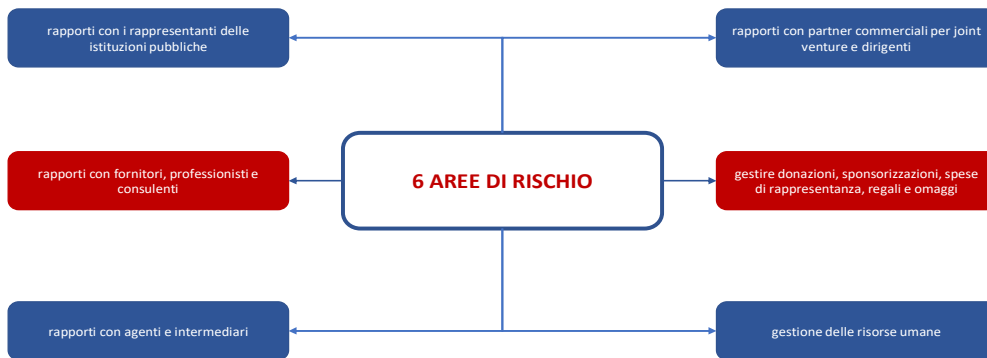 rapporti con i rappresentanti delle
istituzioni pubbliche
rapporti con partner commerciali per joint
venture e dirigenti
rapporti con fornitori, professionisti e
consulenti
6 AREE DI RISCHIO
gestire donazioni, sponsorizzazioni, spese
di rappresentanza, regali e omaggi
rapporti con agenti e intermediari
gestione delle risorse umane